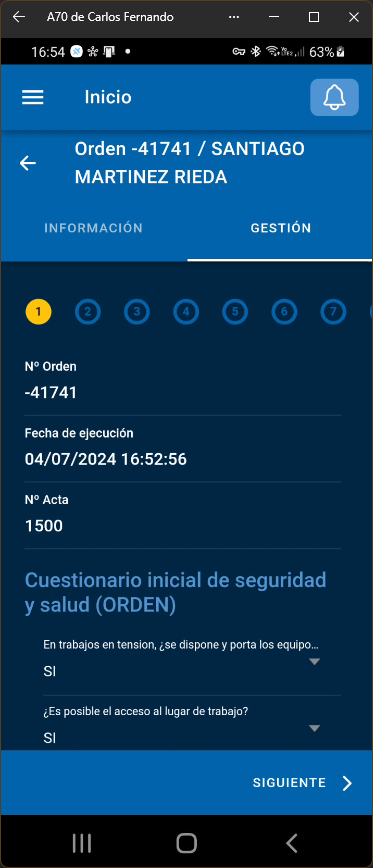 A70 de Carlos Fernando
16:54
63%
Inicio
Orden -41741 / SANTIAGO
MARTINEZ RIEDA
INFORMACIÓN
GESTIÓN
1 2 3 4 5 6 7
Nº Orden
-41741
Fecha de ejecución
04/07/2024 16:52:56
Nº Acta
1500
Cuestionario inicial de seguridad
y salud (ORDEN)
En trabajos en tension, ¿se dispone y porta los equipo...
SI
¿Es posible el acceso al lugar de trabajo?
SI
SIGUIENTE